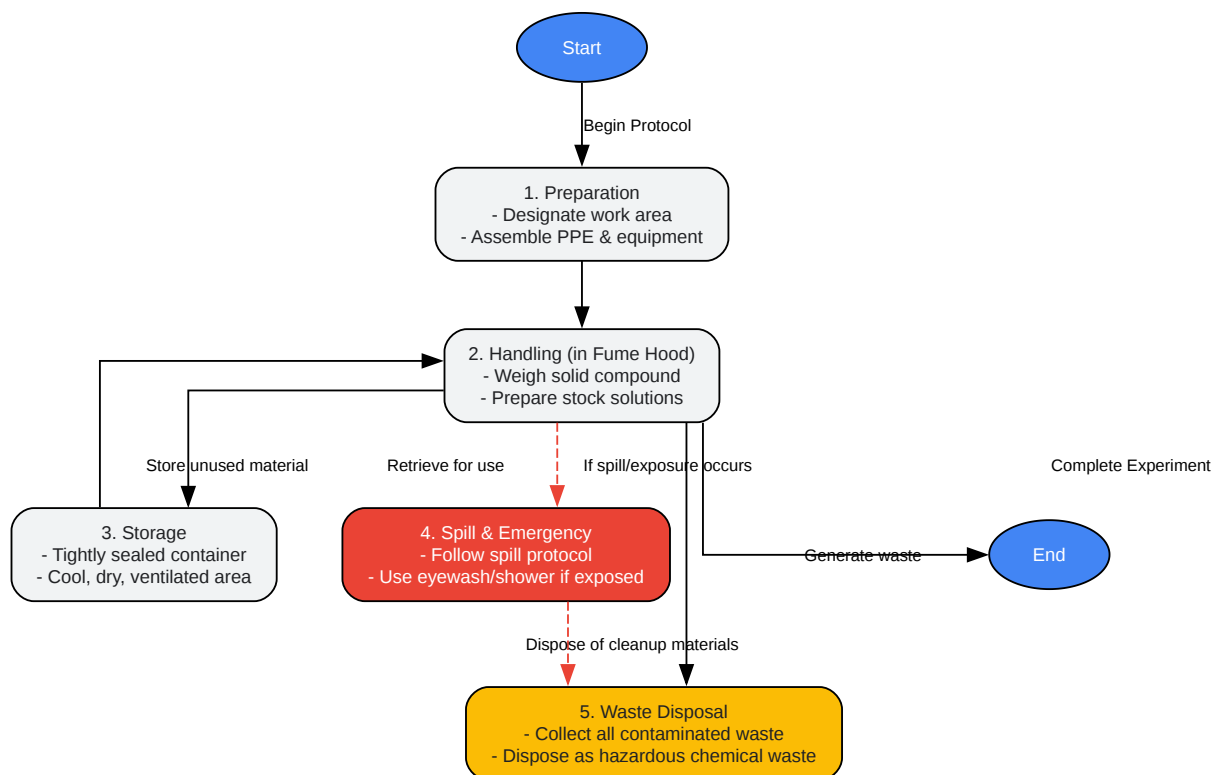 Start
Begin Protocol
1. Preparation
- Designate work area
- Assemble PPE & equipment
2. Handling (in Fume Hood)
- Weigh solid compound
- Prepare stock solutions
Store unused material
Retrieve for use
If spill/exposure occurs
Complete Experiment
3. Storage
- Tightly sealed container
- Cool, dry, ventilated area
4. Spill & Emergency
- Follow spill protocol
- Use eyewash/shower if exposed
Generate waste
End
Dispose of cleanup materials
5. Waste Disposal
- Collect all contaminated waste
- Dispose as hazardous chemical waste